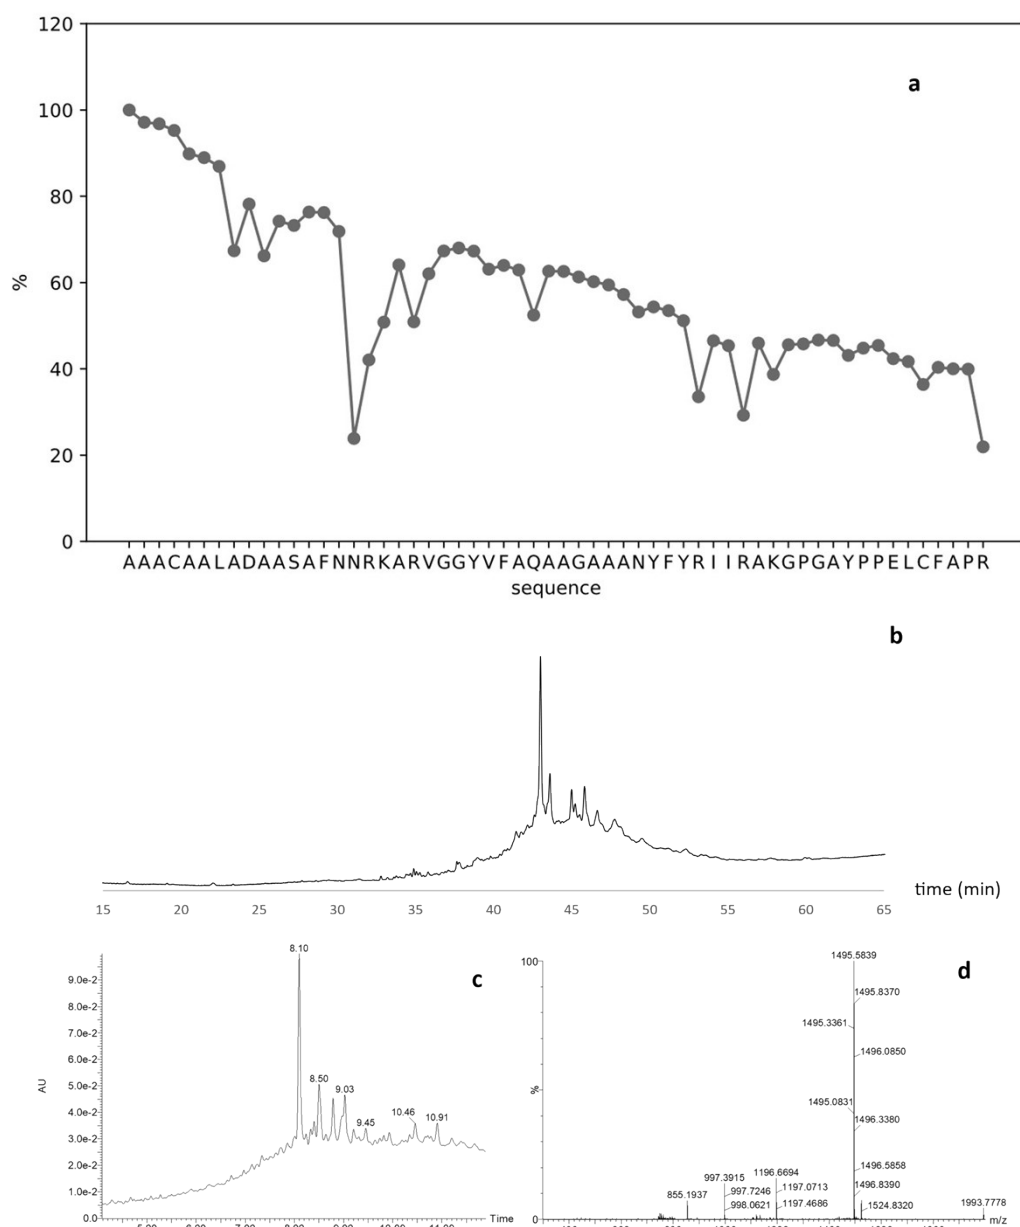 120
a
100
80
%
60
40
20
0
AAACAALADAASAFNNRKARVGGYVFAQAAGAAANYFYRIIRAKGPGAYPPELCFAPR
sequence
b
time (min)
15 20 25 30 35 40 45 50 55 60 65
8.10
c
9.0e-2
8.0e-2
7.0e-2
6.0e-2
AU
5.0e-2
8.50
9.03
4.0e-2
9.45
10.46
10.91
3.0e-2
2.0e-2
1.0e-2
0.0
Time
d
100
%
1495.5839
1495.8370
1495.3361
1496.0850
1495.0831
1496.3380
1496.5858
1496.8390
855.1937
997.3915
997.7246
998.0621
1196.6694
1197.0713
1197.4686
1524.8320
1993.7778
m/z